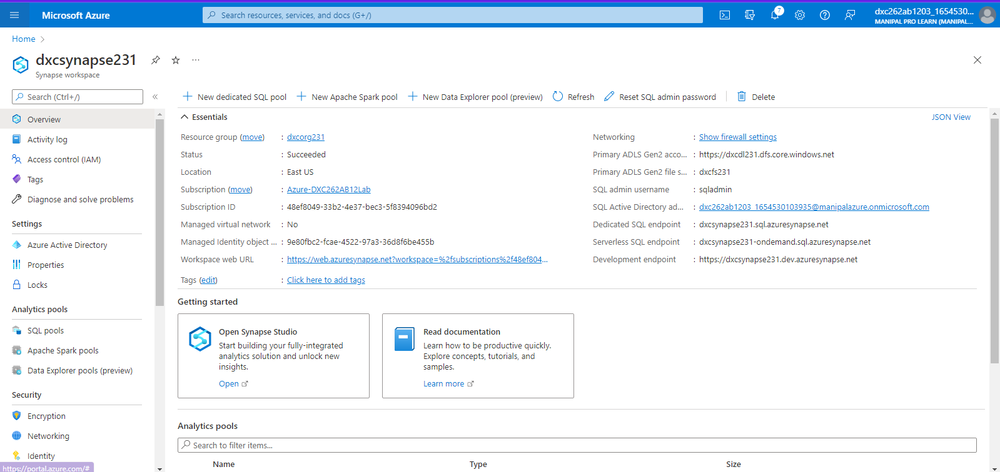 Microsoft Azure
Search resources, services, and docs (G+/)
7
dxc262ab1203_1654530...
MANIPAL PRO LEARN (MANIPAL...
Home
dxcsynapse231
Synapse workspace
Search (Ctrl+/)
Overview
Activity log
Access control (IAM)
Tags
Diagnose and solve problems
Settings
Azure Active Directory
Properties
Locks
Analytics pools
SQL pools
Apache Spark pools
Data Explorer pools (preview)
Security
Encryption
Networking
Identity
https://portal.azure.com/#
New dedicated SQL pool
New Apache Spark pool
New Data Explorer pool (preview)
Refresh
Reset SQL admin password
Delete
Essentials
JSON View
Resource group (move) : dxcorg231
Status : Succeeded
Location : East US
Subscription (move) : Azure-DXC262AB12Lab
Subscription ID : 48ef8049-33b2-4e37-bec3-5f8394096bd2
Managed virtual network : No
Managed Identity object ... : 9e80fbc2-fcae-4522-97a3-36d8f6be455b
Workspace web URL : https://web.azuresynapse.net?workspace=%2fsubscriptions%2f48ef804...
Tags (edit) : Click here to add tags
Networking : Show firewall settings
Primary ADLS Gen2 acco... : https://dxcdl231.dfs.core.windows.net
Primary ADLS Gen2 file s... : dxcfs231
SQL admin username : sqladmin
SQL Active Directory ad... : dxc262ab1203_1654530103935@manipalazure.onmicrosoft.com
Dedicated SQL endpoint : dxcsynapse231.sql.azuresynapse.net
Serverless SQL endpoint : dxcsynapse231-ondemand.sql.azuresynapse.net
Development endpoint : https://dxcsynapse231.dev.azuresynapse.net
Getting started
Open Synapse Studio
Start building your fully-integrated
analytics solution and unlock new
insights.
Open
Read documentation
Learn how to be productive quickly.
Explore concepts, tutorials, and
samples.
Learn more
Analytics pools
Search to filter items...
Name Type Size